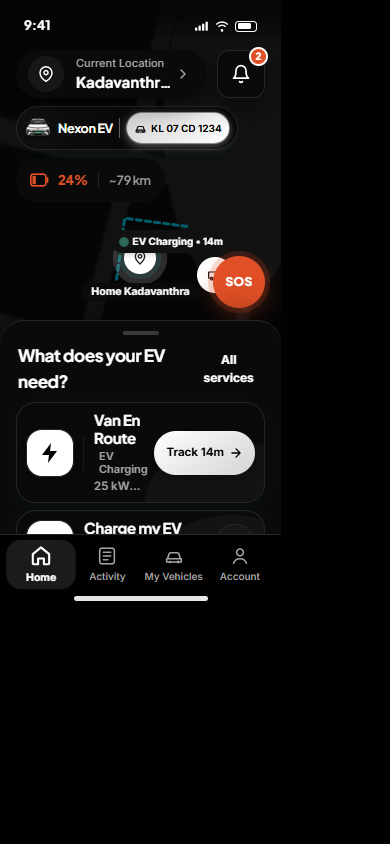 9:41
Current Location
Kadavanthr...
2
Nexon EV
KL 07 CD 1234
24%
~79 km
EV Charging • 14m
SOS
Home Kadavanthra
What does your EV need?
All services
Van En Route
EV Charging
25 kW...
Track 14m →
Charge my EV
Home
Activity
My Vehicles
Account